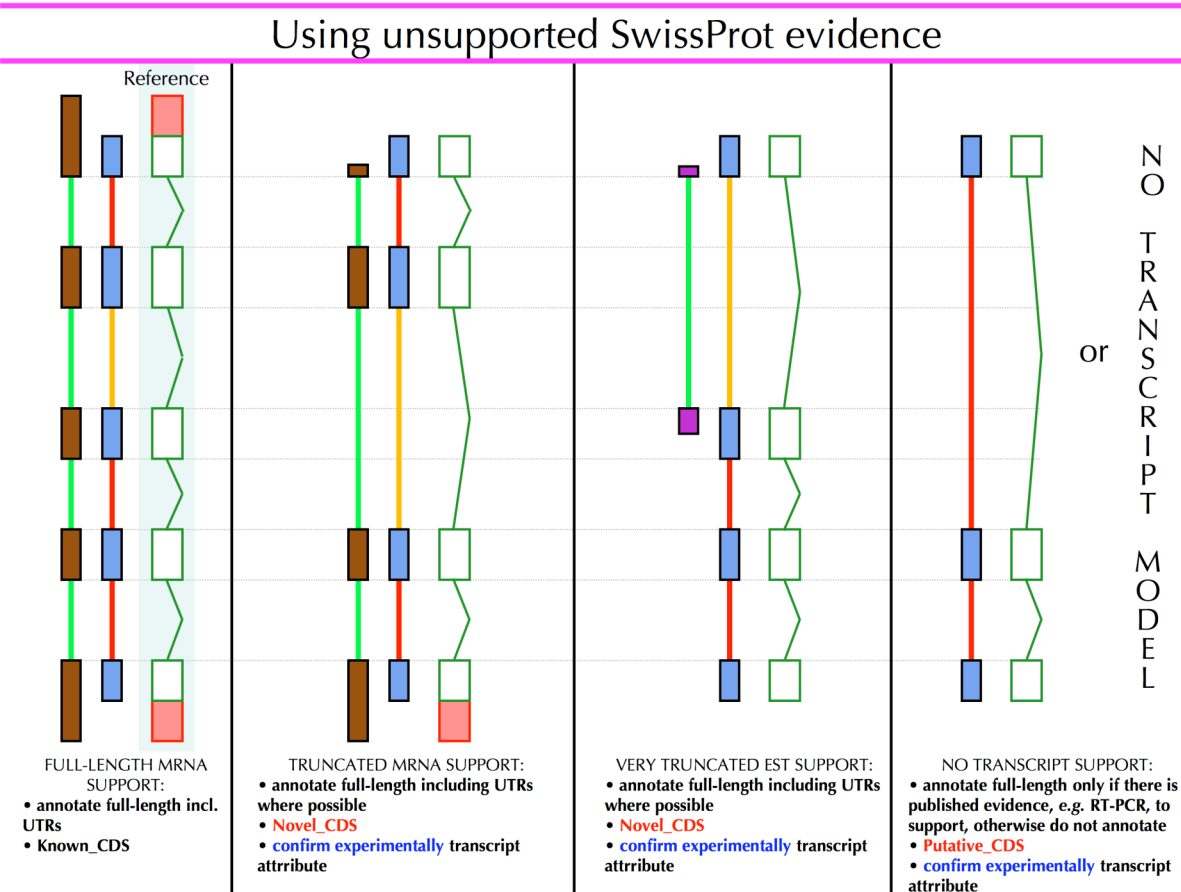 Using unsupported SwissProt evidence
Reference
FULL-LENGTH MRNA
SUPPORT:
• annotate full-length incl.
UTRs
• Known_CDS
TRUNCATED MRNA SUPPORT:
• annotate full-length including UTRs
where possible
• Novel_CDS
• confirm experimentally transcript
attrribute
VERY TRUNCATED EST SUPPORT:
• annotate full-length including UTRs
where possible
• Novel_CDS
• confirm experimentally transcript
attrribute
NO TRANSCRIPT SUPPORT:
• annotate full-length only if there is
published evidence, e.g. RT-PCR, to
support, otherwise do not annotate
• Putative_CDS
• confirm experimentally transcript
attrribute
or
NO TRANSCRIPT MODEL